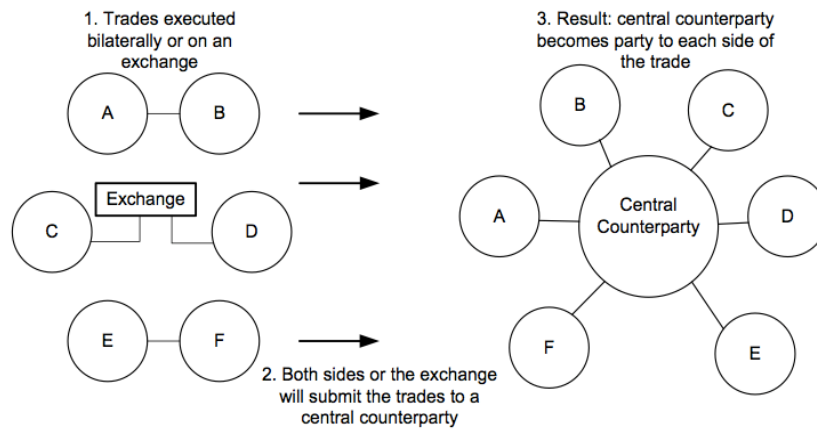 1. Trades executed
bilaterally or on an
exchange
A
B
Exchange
C
D
E
F
2. Both sides or the exchange
will submit the trades to a
central counterparty
3. Result: central counterparty
becomes party to each side of
the trade
B
C
A
Central
Counterparty
D
F
E